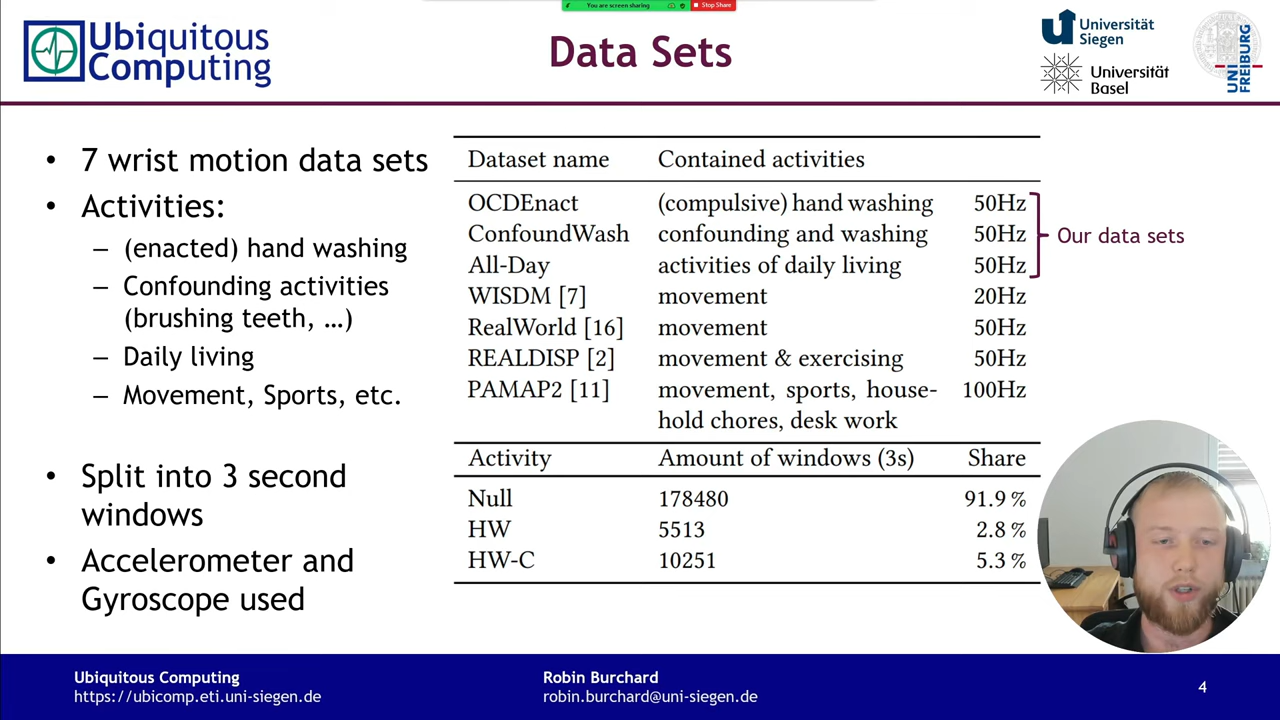 You are screen sharing
Stop Share
Ubiquitous
Computing
Data Sets
Universität
Siegen
Universität
Basel
UNI
FREIBURG
• 7 wrist motion data sets
• Activities:
– (enacted) hand washing
– Confounding activities
(brushing teeth, …)
– Daily living
– Movement, Sports, etc.
• Split into 3 second
windows
• Accelerometer and
Gyroscope used
Dataset name Contained activities
OCDEnact (compulsive) hand washing 50Hz
ConfoundWash confounding and washing 50Hz
All-Day activities of daily living 50Hz
WISDM [7] movement 20Hz
RealWorld [16] movement 50Hz
REALDISP [2] movement & exercising 50Hz
PAMAP2 [11] movement, sports, house- 100Hz
hold chores, desk work
Our data sets
Activity Amount of windows (3s) Share
Null 178480 91.9 %
HW 5513 2.8 %
HW-C 10251 5.3 %
Ubiquitous Computing
https://ubicomp.eti.uni-siegen.de
Robin Burchard
robin.burchard@uni-siegen.de
4